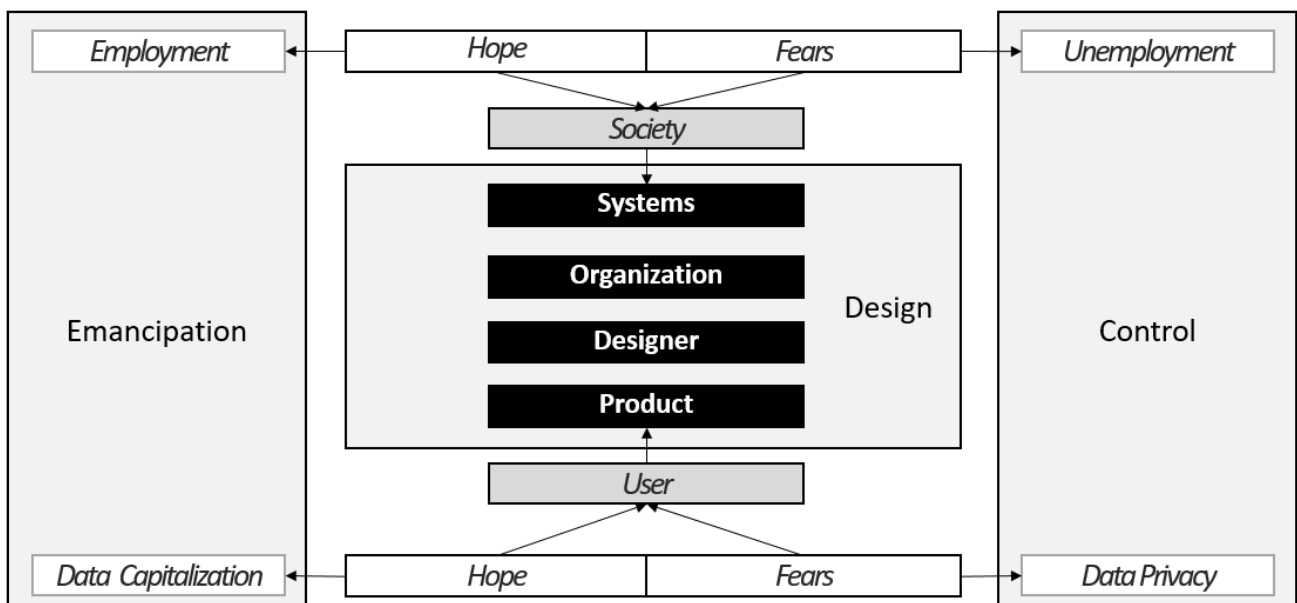 Employment
Hope
Fears
Unemployment
Society
Systems
Organization
Design
Designer
Emancipation
Control
Product
User
Data Capitalization
Hope
Fears
Data Privacy